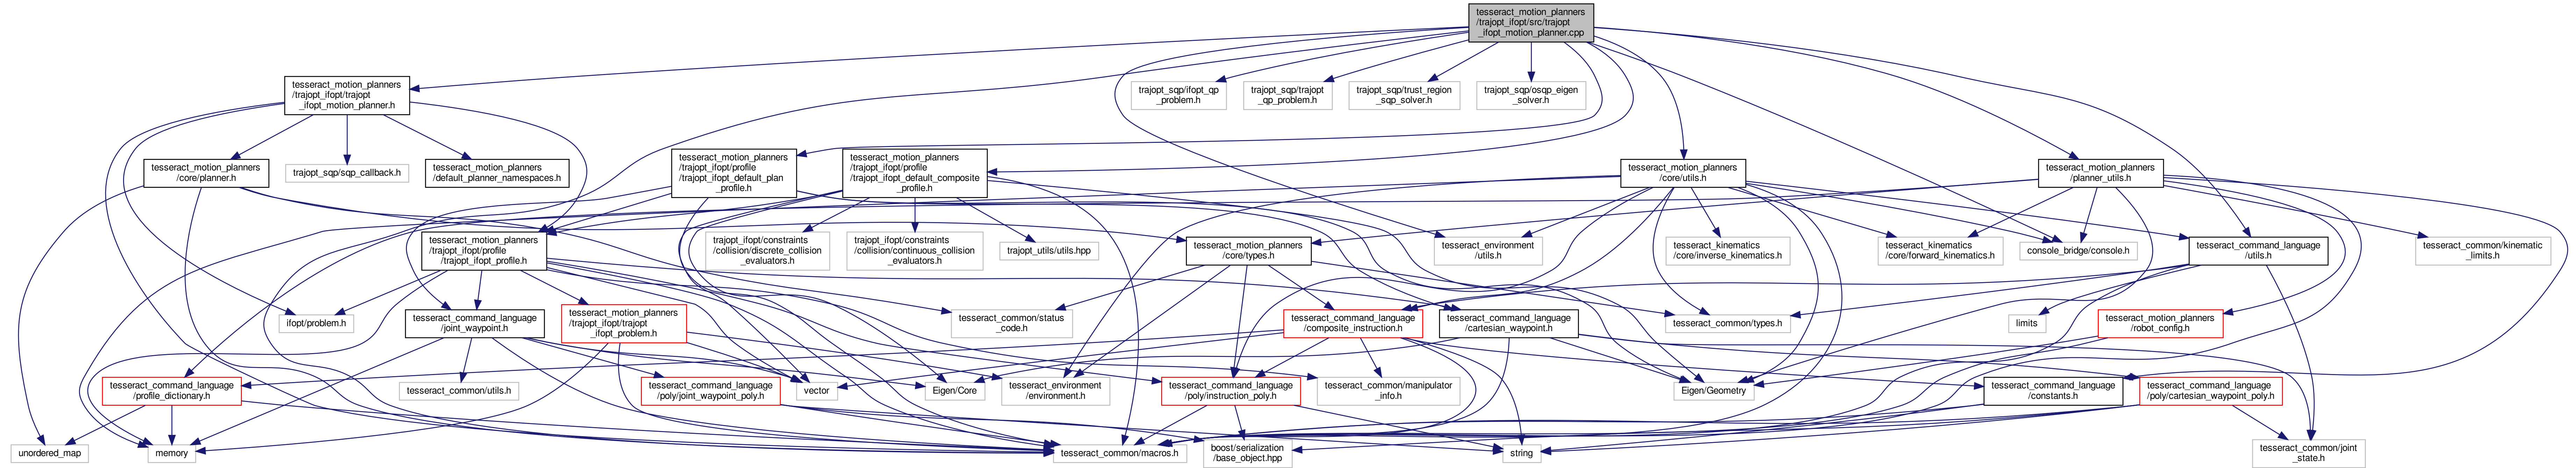 tesseract_motion_planners
/trajopt_ifopt/src/trajopt
_ifopt_motion_planner.cpp
tesseract_motion_planners
/trajopt_ifopt/trajopt
_ifopt_motion_planner.h
trajopt_sqp/ifopt_qp
_problem.h
trajopt_sqp/trajopt
_qp_problem.h
trajopt_sqp/trust_region
_sqp_solver.h
trajopt_sqp/osqp_eigen
_solver.h
tesseract_motion_planners
/core/planner.h
trajopt_sqp/sqp_callback.h
tesseract_motion_planners
/default_planner_namespaces.h
tesseract_motion_planners
/trajopt_ifopt/profile
/trajopt_ifopt_default_plan
_profile.h
tesseract_motion_planners
/trajopt_ifopt/profile
/trajopt_ifopt_default_composite
_profile.h
tesseract_motion_planners
/core/utils.h
tesseract_motion_planners
/planner_utils.h
tesseract_motion_planners
/trajopt_ifopt/profile
/trajopt_ifopt_profile.h
trajopt_ifopt/constraints
/collision/discrete_collision
_evaluators.h
trajopt_ifopt/constraints
/collision/continuous_collision
_evaluators.h
trajopt_utils/utils.hpp
tesseract_motion_planners
/core/types.h
tesseract_environment
/utils.h
tesseract_kinematics
/core/inverse_kinematics.h
tesseract_kinematics
/core/forward_kinematics.h
console_bridge/console.h
tesseract_command_language
/utils.h
tesseract_common/kinematic
_limits.h
ifopt/problem.h
tesseract_command_language
/joint_waypoint.h
tesseract_motion_planners
/trajopt_ifopt/trajopt
_ifopt_problem.h
tesseract_common/status
_code.h
tesseract_command_language
/composite_instruction.h
tesseract_command_language
/cartesian_waypoint.h
tesseract_common/types.h
limits
tesseract_motion_planners
/robot_config.h
tesseract_command_language
/profile_dictionary.h
tesseract_common/utils.h
tesseract_command_language
/poly/joint_waypoint_poly.h
vector
Eigen/Core
tesseract_environment
/environment.h
tesseract_command_language
/poly/instruction_poly.h
tesseract_common/manipulator
_info.h
Eigen/Geometry
tesseract_command_language
/constants.h
tesseract_command_language
/poly/cartesian_waypoint_poly.h
unordered_map
memory
tesseract_common/macros.h
boost/serialization
/base_object.hpp
string
tesseract_common/joint
_state.h